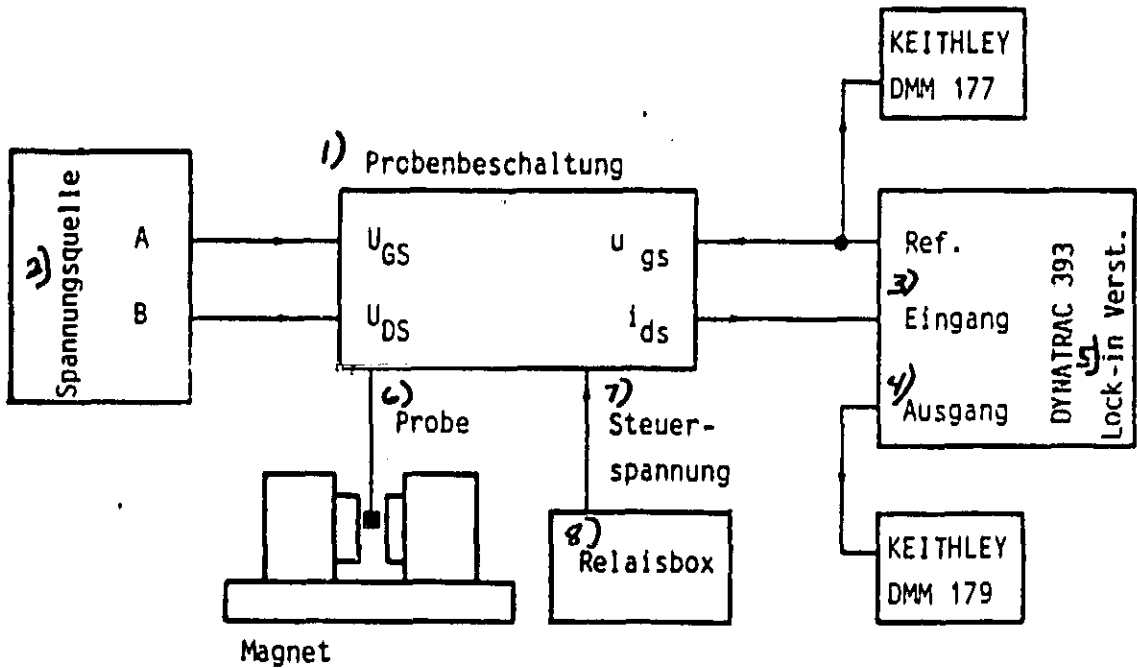 KEITHLEY
DMM 177
1) Probenbeschaltung
2) Spannungsquelle
A
B
U_GS
U_DS
u_gs
i_ds
Ref.
3)
Eingang
4)
Ausgang
DYNATRAC 393
5)
Lock-in Verst.
6)
Probe
7)
Steuer-
spannung
8)
Relaisbox
KEITHLEY
DMM 179
Magnet